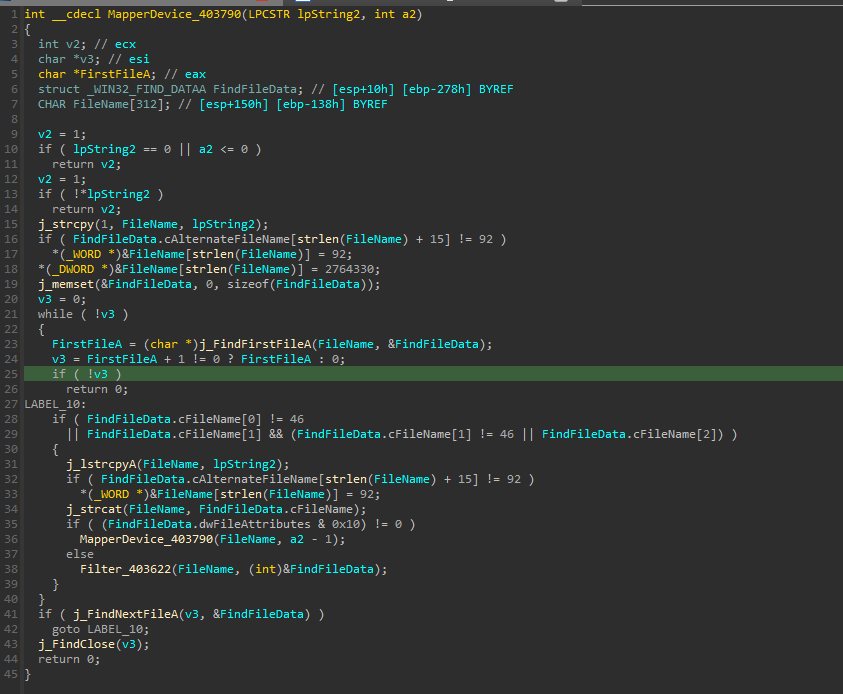 1 int __cdecl MapperDevice_403790(LPCSTR lpString2, int a2)
2 {
3 int v2; // ecx
4 char *v3; // esi
5 char *FirstFileA; // eax
6 struct _WIN32_FIND_DATAA FindFileData; // [esp+10h] [ebp-278h] BYREF
7 CHAR FileName[312]; // [esp+150h] [ebp-138h] BYREF
8
9 v2 = 1;
10 if ( lpString2 == 0 || a2 <= 0 )
11 return v2;
12 v2 = 1;
13 if ( !*lpString2 )
14 return v2;
15 j_strcpy(1, FileName, lpString2);
16 if ( FindFileData.cAlternateFileName[strlen(FileName) + 15] != 92 )
17 *(_WORD *)&FileName[strlen(FileName)] = 92;
18 *(_DWORD *)&FileName[strlen(FileName)] = 2764330;
19 j_memset(&FindFileData, 0, sizeof(FindFileData));
20 v3 = 0;
21 while ( !v3 )
22 {
23 FirstFileA = (char *)j_FindFirstFileA(FileName, &FindFileData);
24 v3 = FirstFileA + 1 != 0 ? FirstFileA : 0;
25 if ( !v3 )
26 return 0;
27 LABEL_10:
28 if ( FindFileData.cFileName[0] != 46
29 || FindFileData.cFileName[1] && (FindFileData.cFileName[1] != 46 || FindFileData.cFileName[2]) )
30 {
31 j_lstrcpyA(FileName, lpString2);
32 if ( FindFileData.cAlternateFileName[strlen(FileName) + 15] != 92 )
33 *(_WORD *)&FileName[strlen(FileName)] = 92;
34 j_strcat(FileName, FindFileData.cFileName);
35 if ( (FindFileData.dwFileAttributes & 0x10) != 0 )
36 MapperDevice_403790(FileName, a2 - 1);
37 else
38 Filter_403622(FileName, (int)&FindFileData);
39 }
40 }
41 if ( j_FindNextFileA(v3, &FindFileData) )
42 goto LABEL_10;
43 j_FindClose(v3);
44 return 0;
45 }